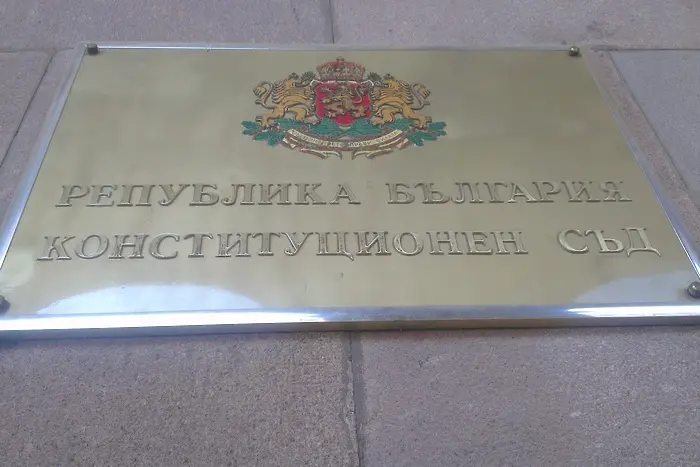 РЕПУБЛИКА БЪЛГАРИЯ
КОНСТИТУЦИОНЕН СЪД